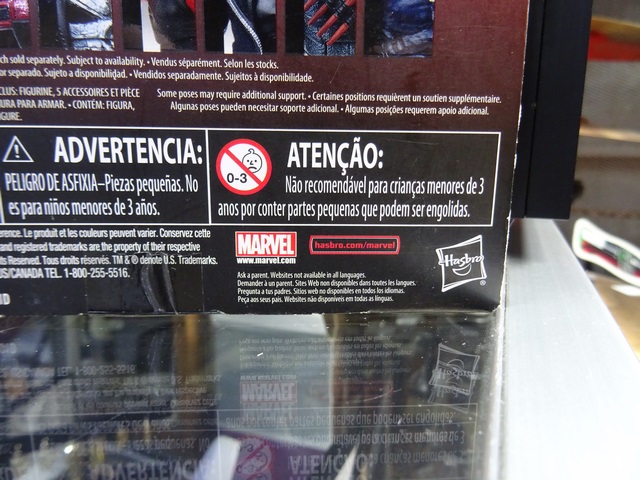 ch sold separately. Subject to availability. • Vendus séparément. Selon les stocks.
or separado. Sujeto a disponibilidad. • Vendidos separadamente. Sujeitos à disponibilidade.
CLUS: FIGURINE, 5 ACCESSOIRES ET PIÈCE
URA PARA ARMAR. • CONTÉM: FIGURA,
GURE.
Some poses may require additional support. • Certaines positions requièrent un soutien supplémentaire.
Algunas poses pueden necesitar soporte adicional. • Algumas posições requerem apoio adicional.
ADVERTENCIA:
PELIGRO DE ASFIXIA–Piezas pequeñas. No
es para niños menores de 3 años.
0-3
ATENÇÃO:
Não recomendável para crianças menores de 3
anos por conter partes pequenas que podem ser engolidas.
erence. Le produit et les couleurs peuvent varier. Conservez cette
and registered trademarks are the property of their respective
Tous droits réservés. TM & ® denote U.S. Trademarks.
US/CANADA TEL. 1-800-255-5516.
MARVEL
www.marvel.com
hasbro.com/marvel
Ask a parent. Websites not available in all languages.
Demander à un parent. Sites Web non disponibles dans toutes les langues.
Pregunta a tus padres. Sitios web no disponibles en todos los idiomas.
Peça aos seus pais. Websites não disponíveis em todas as línguas.
Hasbro
®